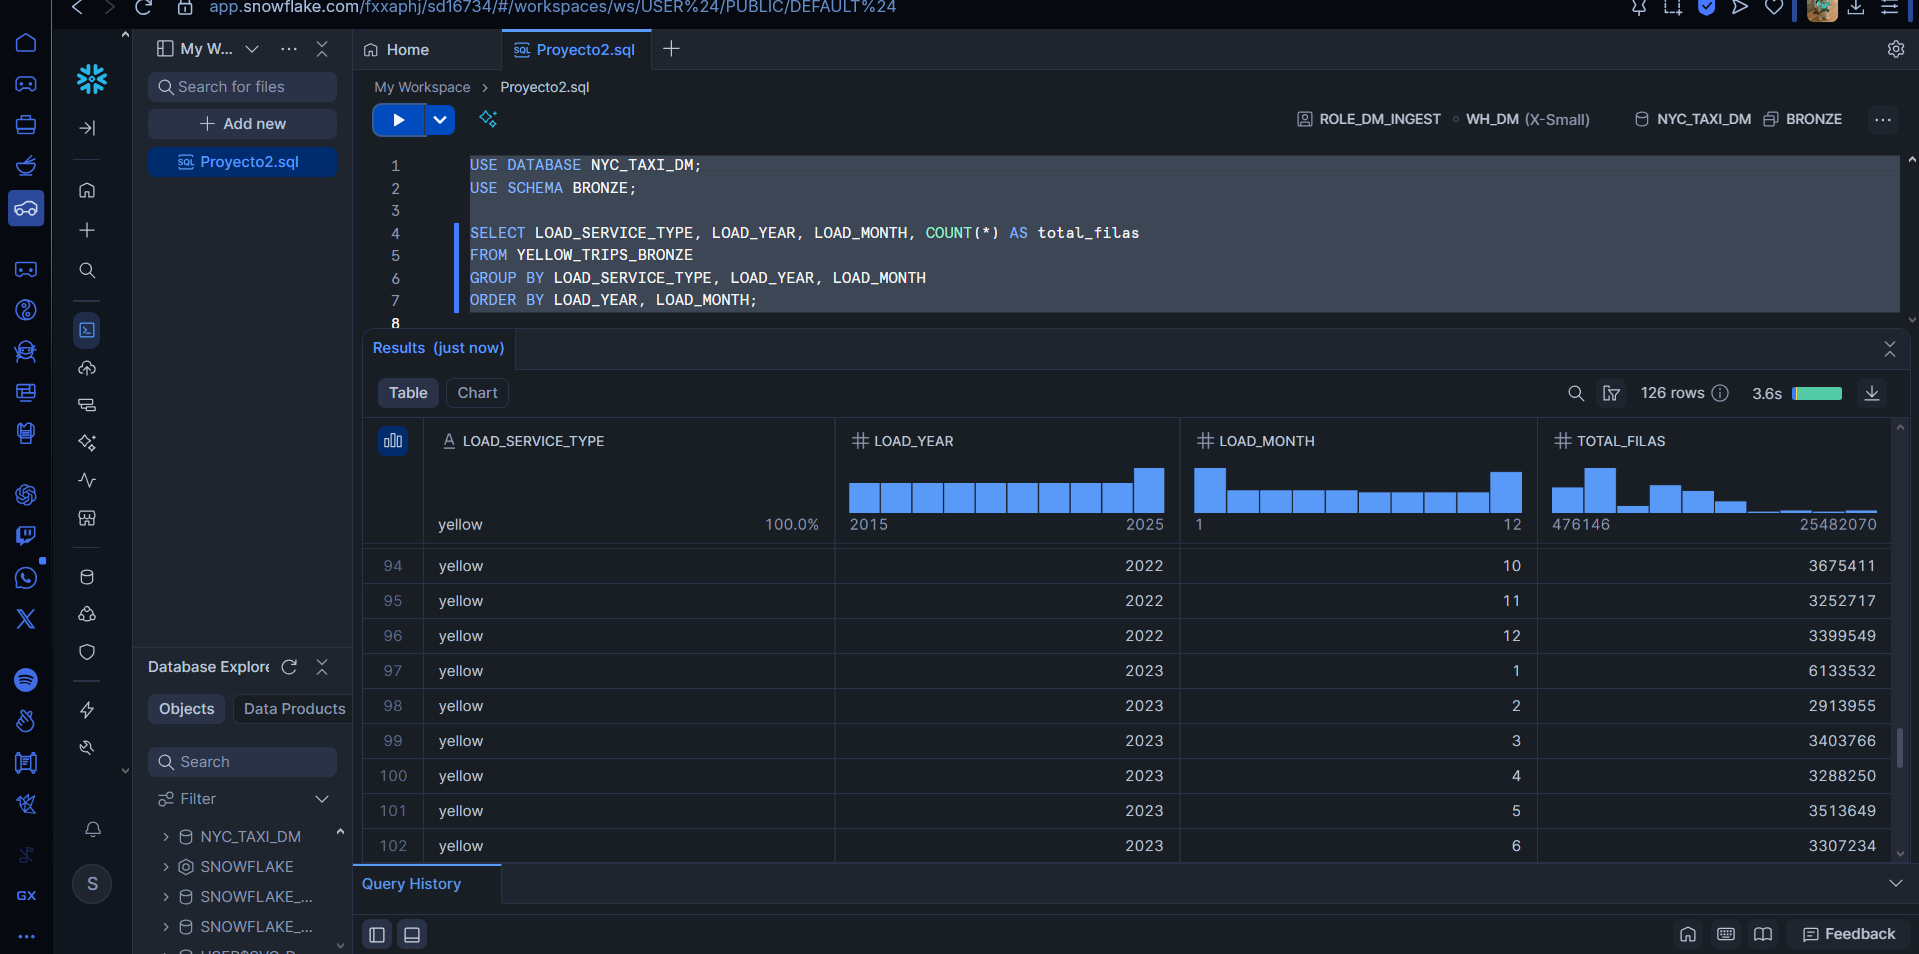 app.snowflake.com/fxxaphj/sd16734/#/workspaces/ws/USER%24/PUBLIC/DEFAULT%24
My W...
Search for files
Add new
SQL Proyecto2.sql
Home
SQL Proyecto2.sql
My Workspace > Proyecto2.sql
ROLE_DM_INGEST WH_DM (X-Small) NYC_TAXI_DM BRONZE
1 USE DATABASE NYC_TAXI_DM;
2 USE SCHEMA BRONZE;
3
4 SELECT LOAD_SERVICE_TYPE, LOAD_YEAR, LOAD_MONTH, COUNT(*) AS total_filas
5 FROM YELLOW_TRIPS_BRONZE
6 GROUP BY LOAD_SERVICE_TYPE, LOAD_YEAR, LOAD_MONTH
7 ORDER BY LOAD_YEAR, LOAD_MONTH;
8
Results (just now)
Table Chart
126 rows 3.6s
A LOAD_SERVICE_TYPE # LOAD_YEAR # LOAD_MONTH # TOTAL_FILAS
yellow 100.0% 2015 2025 1 12 476146 25482070
94 yellow 2022 10 3675411
95 yellow 2022 11 3252717
96 yellow 2022 12 3399549
97 yellow 2023 1 6133532
98 yellow 2023 2 2913955
99 yellow 2023 3 3403766
100 yellow 2023 4 3288250
101 yellow 2023 5 3513649
102 yellow 2023 6 3307234
Database Explore
Objects Data Products
Search
Filter
NYC_TAXI_DM
SNOWFLAKE
SNOWFLAKE_...
SNOWFLAKE_...
S
GX
Query History
Feedback